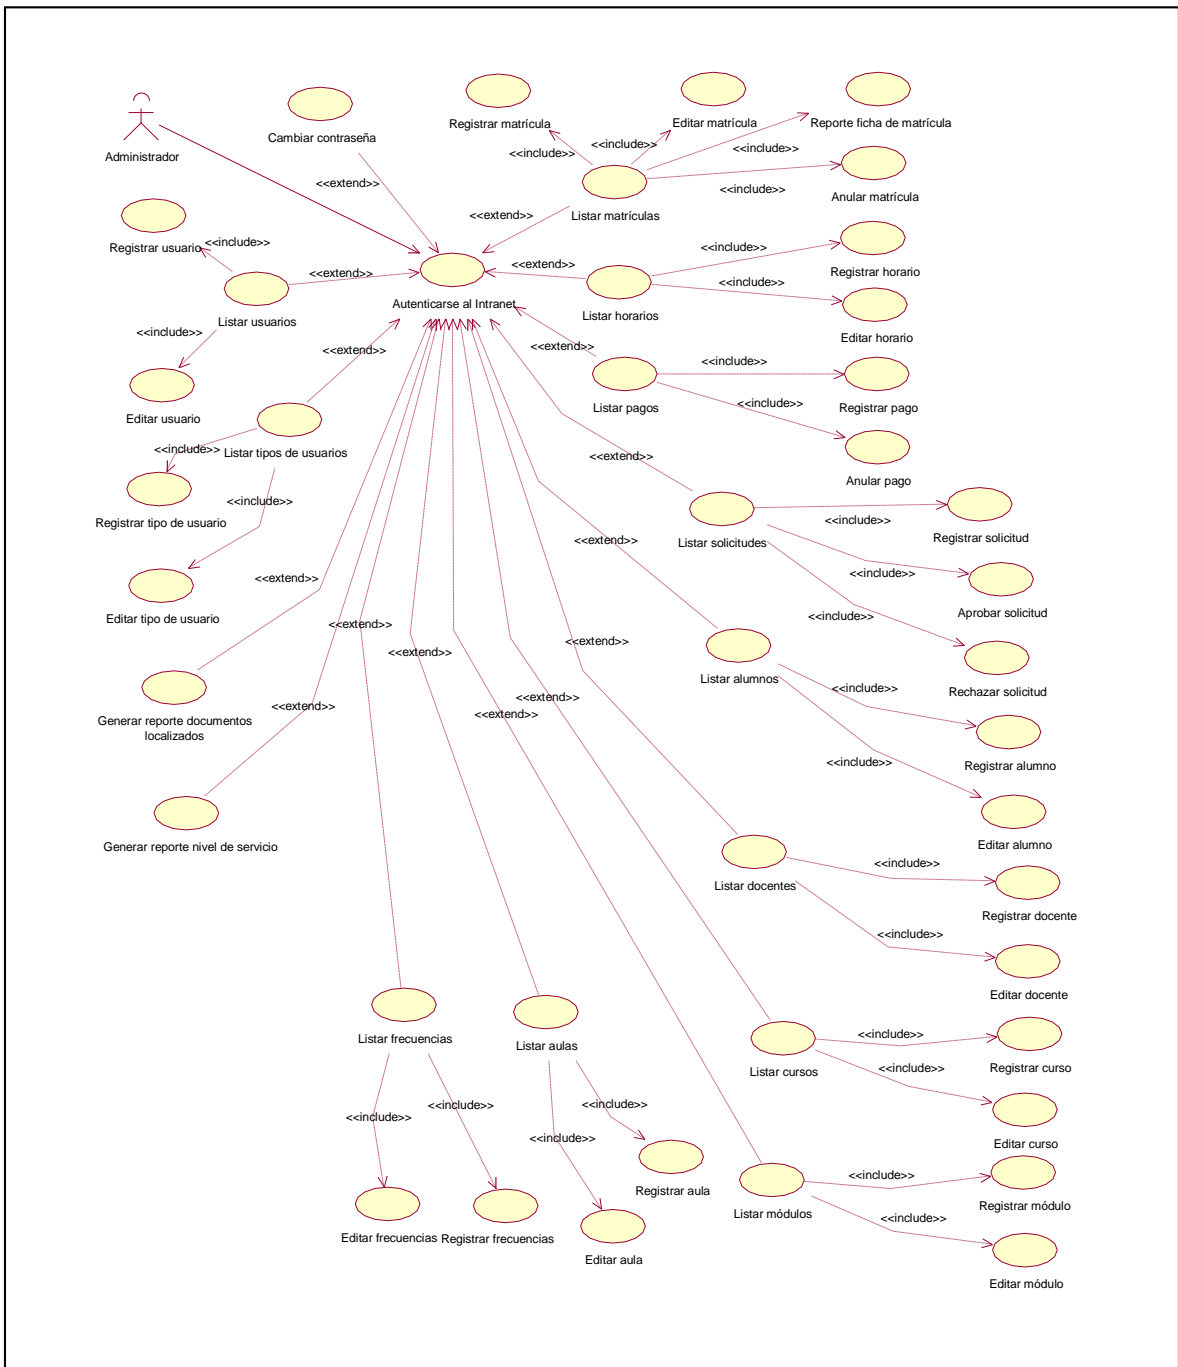 Registrar matrícula
Editar matrícula
Reporte ficha de matrícula
Cambiar contraseña
Administrador
<<include>>
<<include>>
<<include>>
<<extend>>
<<include>>
Anular matrícula
<<extend>>
Listar matrículas
Registrar usuario
<<include>>
<<include>>
Registrar horario
<<extend>>
<<extend>>
Autenticarse al Intranet
Listar horarios
<<include>>
Listar usuarios
<<include>>
Editar horario
<<extend>>
<<extend>>
<<include>>
Editar usuario
Listar pagos
<<include>>
Registrar pago
<<include>>
Listar tipos de usuarios
<<extend>>
Anular pago
<<include>>
Registrar tipo de usuario
<<include>>
Listar solicitudes
Registrar solicitud
<<extend>>
<<include>>
<<extend>>
Aprobar solicitud
Editar tipo de usuario
<<extend>>
<<extend>>
<<extend>>
<<include>>
Listar alumnos
Rechazar solicitud
<<include>>
<<extend>>
Generar reporte documentos
localizados
<<extend>>
<<extend>>
<<include>>
Registrar alumno
Generar reporte nivel de servicio
Editar alumno
<<include>>
Listar docentes
Registrar docente
<<include>>
Editar docente
Listar frecuencias
Listar aulas
<<include>>
Listar cursos
Registrar curso
<<include>>
<<include>>
<<include>>
<<include>>
<<include>>
Editar curso
<<include>>
Registrar aula
Listar módulos
Registrar módulo
<<include>>
Editar frecuencias
Registrar frecuencias
Editar aula
Editar módulo